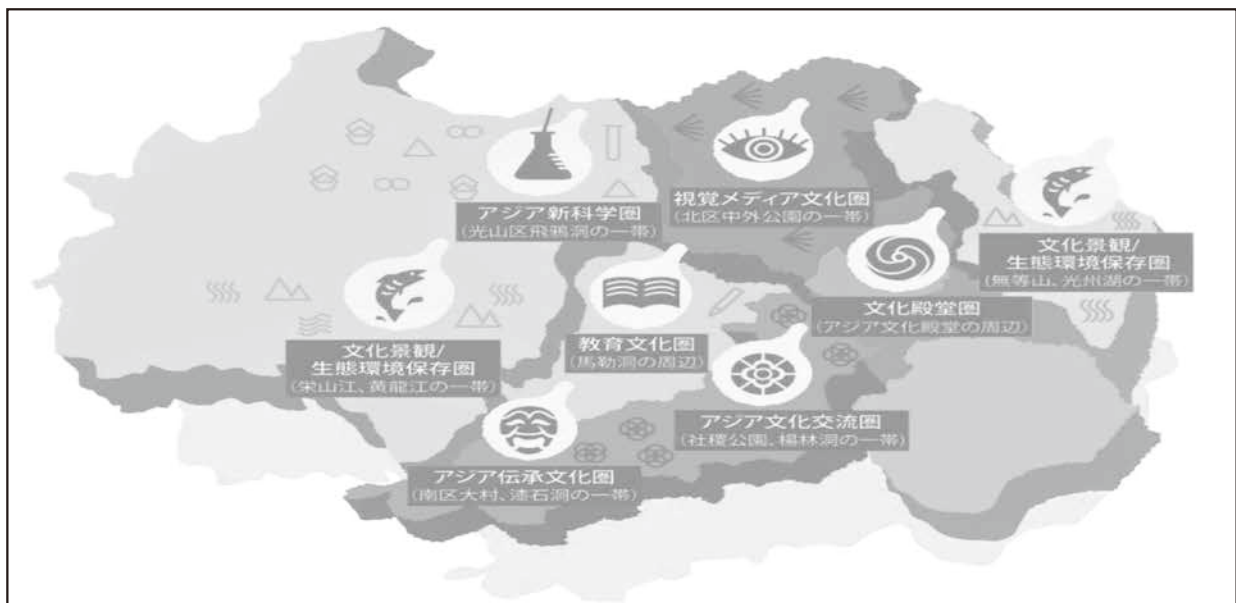 アジア新科学圏
(光山区飛鴉洞の一帯)
視覚メディア文化圏
(北区中外公園の一帯)
文化景観/
生態環境保存圏
(無等山、光州湖の一帯)
文化殿堂圏
(アジア文化殿堂の周辺)
教育文化圏
(馬勒洞の周辺)
文化景観/
生態環境保存圏
(栄山江、黄龍江の一帯)
アジア文化交流圏
(社稷公園、楊林洞の一帯)
アジア伝承文化圏
(南区大村、漆石洞の一帯)